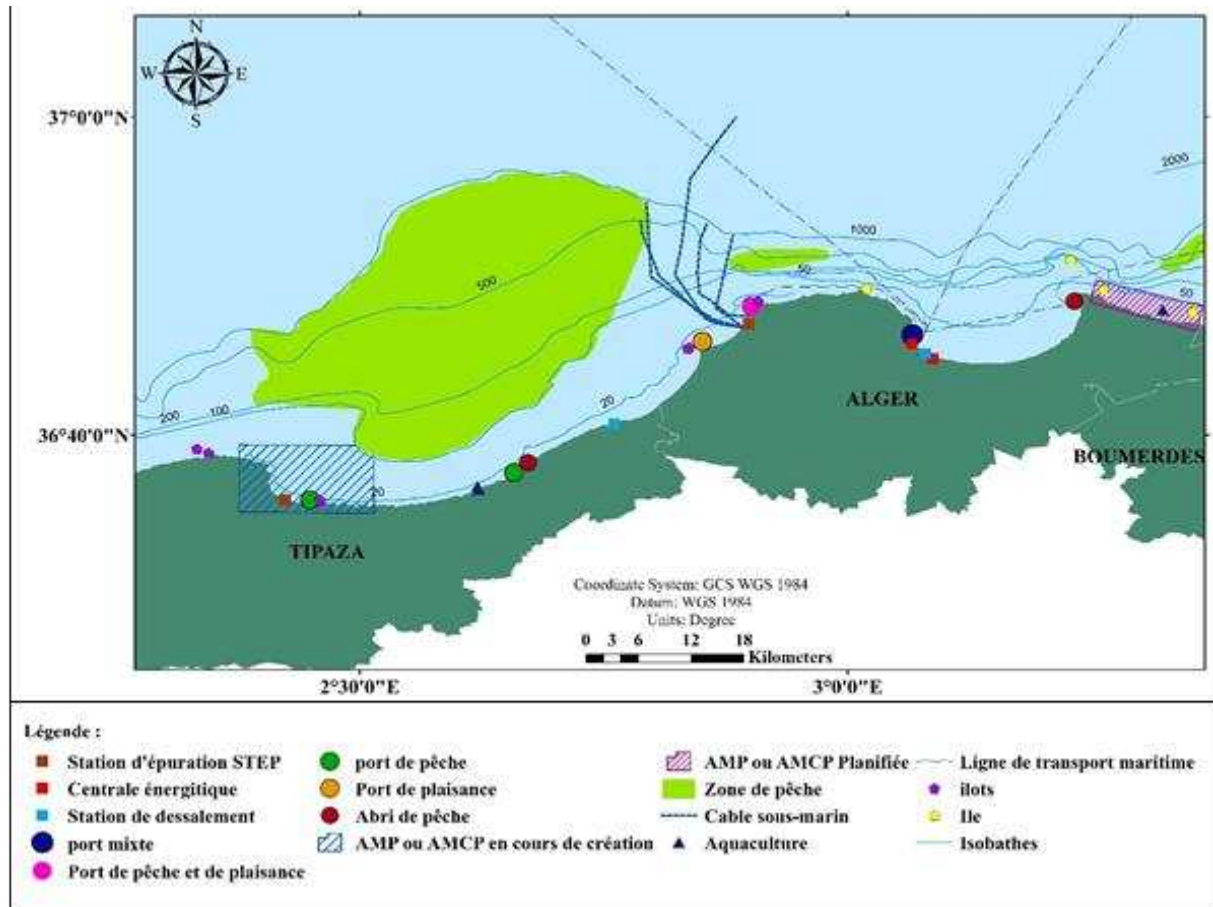 N
W E
S
37°0'0"N
2000
1000
500
50
50
200
100
20
20
36°40'0"N
ALGER
BOUMERDES
TIPAZA
Coordinate System: GCS WGS 1984
Datum: WGS 1984
Units: Degree
0 3 6 12 18
Kilometers
2°30'0"E 3°0'0"E
Légende :
Station d'épuration STEP
Centrale énergitique
Station de dessalement
port mixte
Port de pêche et de plaisance
port de pêche
Port de plaisance
Abri de pêche
AMP ou AMCP en cours de création
AMP ou AMCP Planifiée
Zone de pêche
Cable sous-marin
Aquaculture
Ligne de transport maritime
ilots
Ile
Isobathes